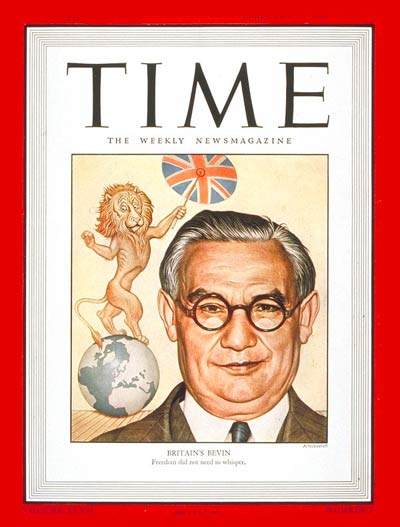 TIME
THE WEEKLY NEWSMAGAZINE
BRITAIN'S BEVIN
Freedom did not need to whisper.